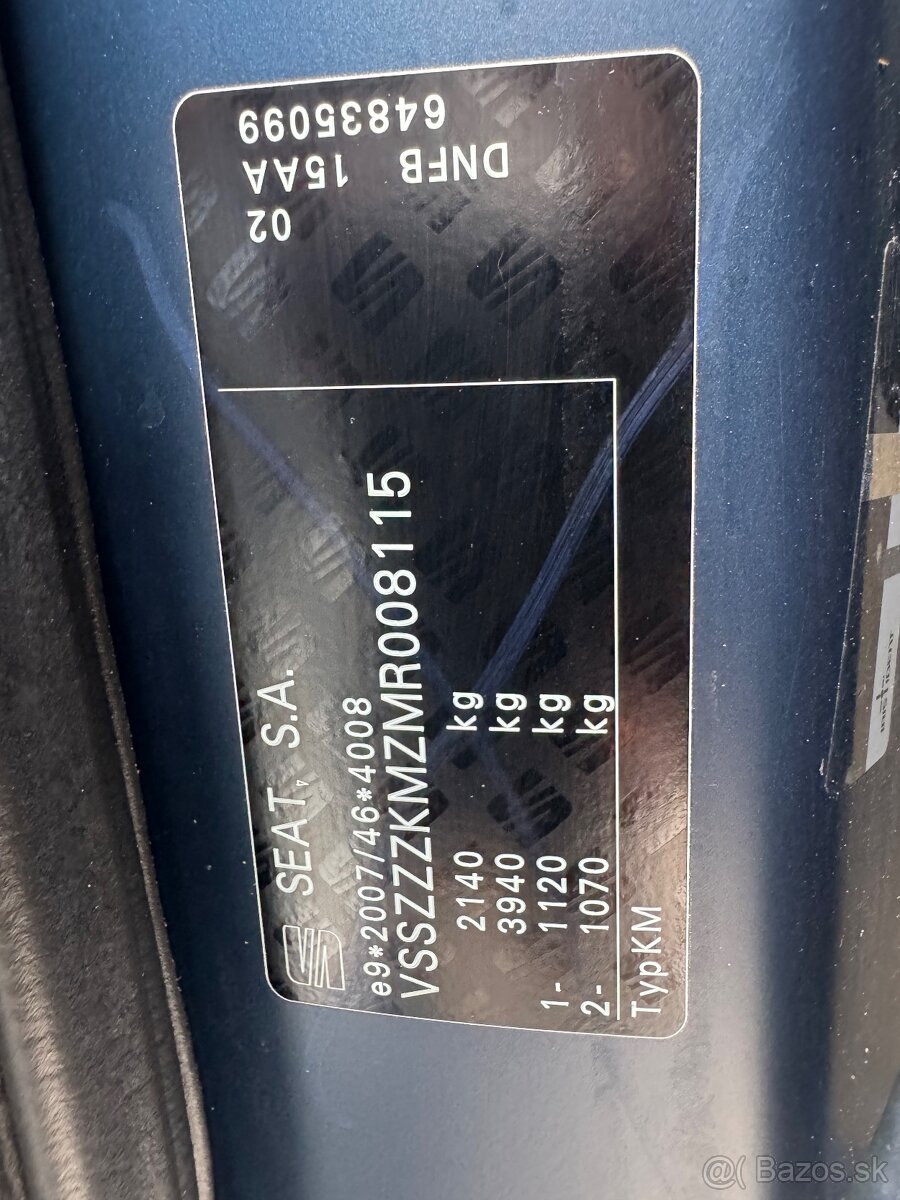 SEAT, S.A.
e9*2007/46*4008
VSSZZZKMZMR008115
2140 kg
3940 kg
1- 1120 kg
2- 1070 kg
TypKM
64835099
DNFB 15AA
02
@( Bazos.sk